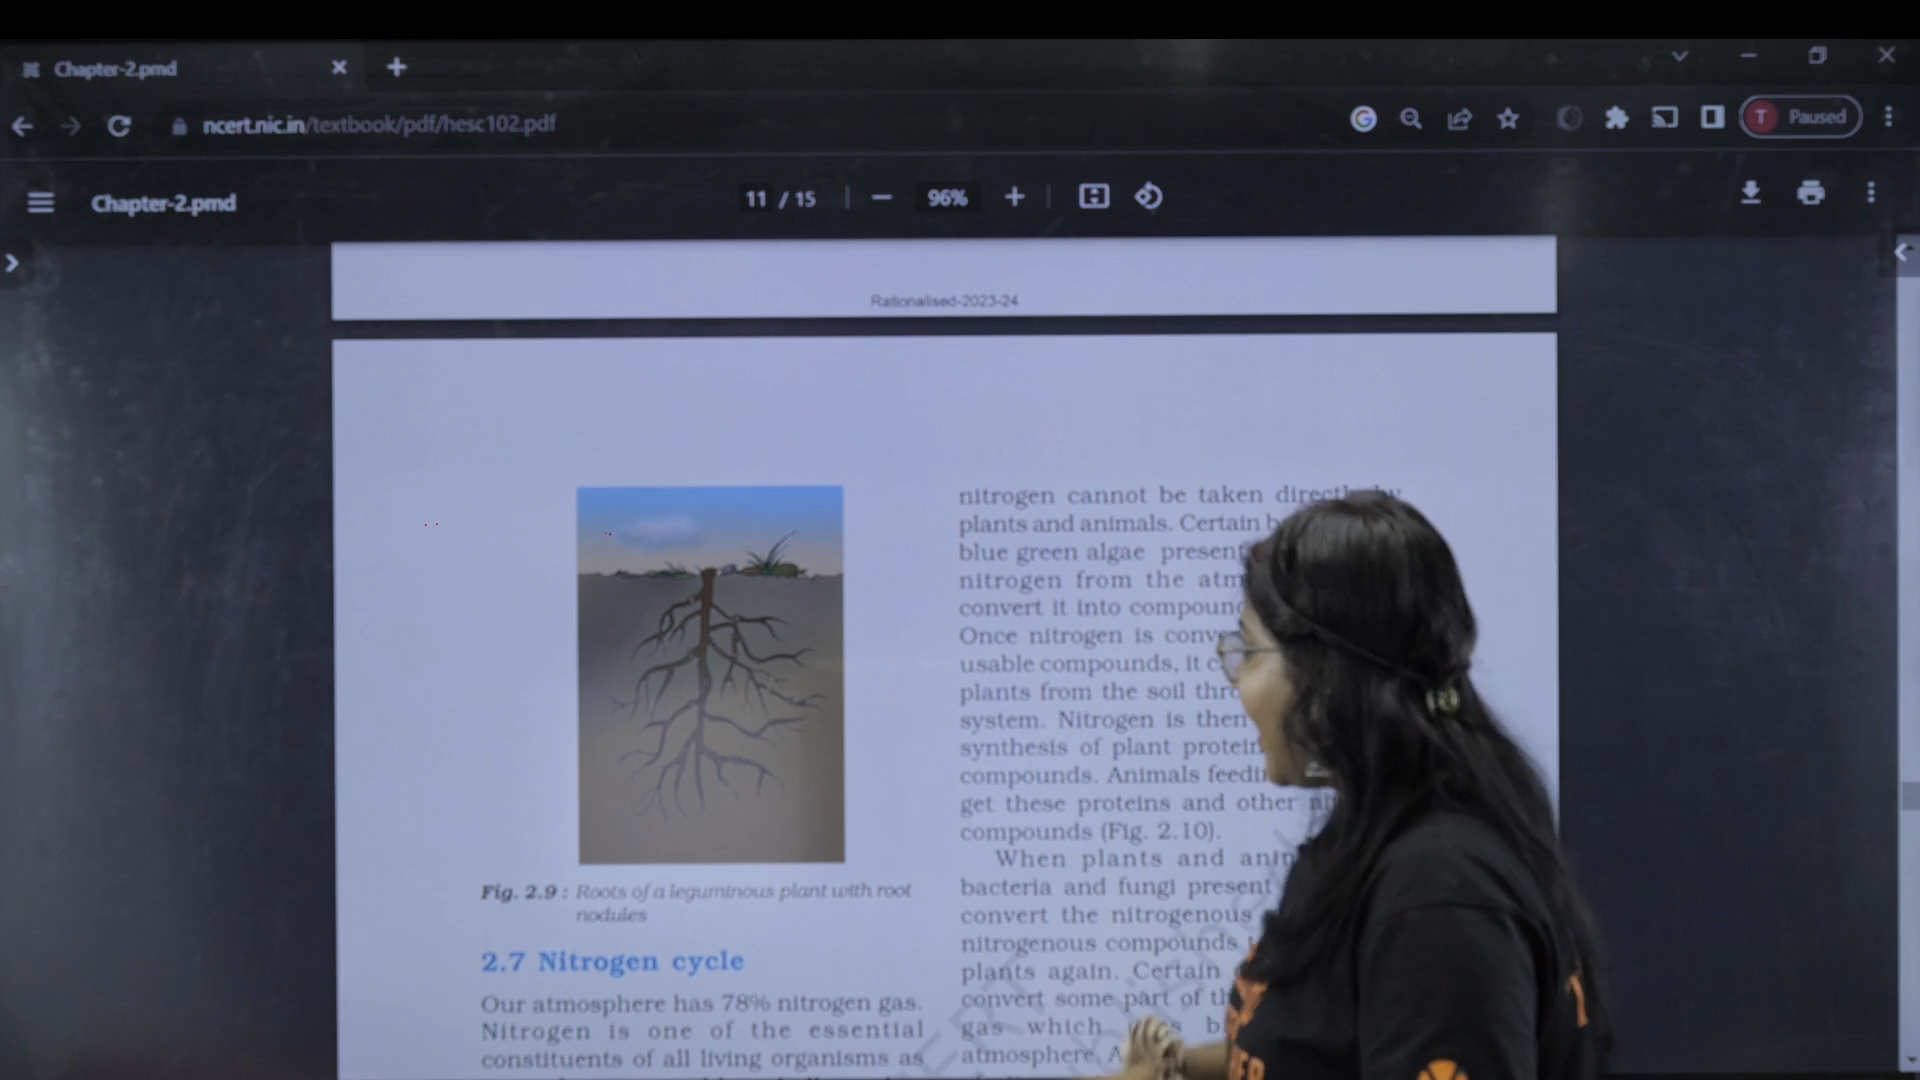 Chapter-2.pmd
ncert.nic.in/textbook/pdf/hesc102.pdf
T Paused
Chapter-2.pmd
11 / 15
96%
Rationalised-2023-24
Fig. 2.9 : Roots of a leguminous plant with root
nodules
2.7 Nitrogen cycle
Our atmosphere has 78% nitrogen gas.
Nitrogen is one of the essential
constituents of all living organisms as
nitrogen cannot be taken directly by
plants and animals. Certain
blue green algae present
nitrogen from the
convert it into
Once nitrogen is
usable compounds, it
plants from the soil
system. Nitrogen is then
synthesis of plant
compounds. Animals
get these proteins and other
compounds (Fig. 2.10).
When plants and
bacteria and fungi present
convert the nitrogenous
nitrogenous compounds
plants again. Certain
convert some part of
gas which
atmosphere.